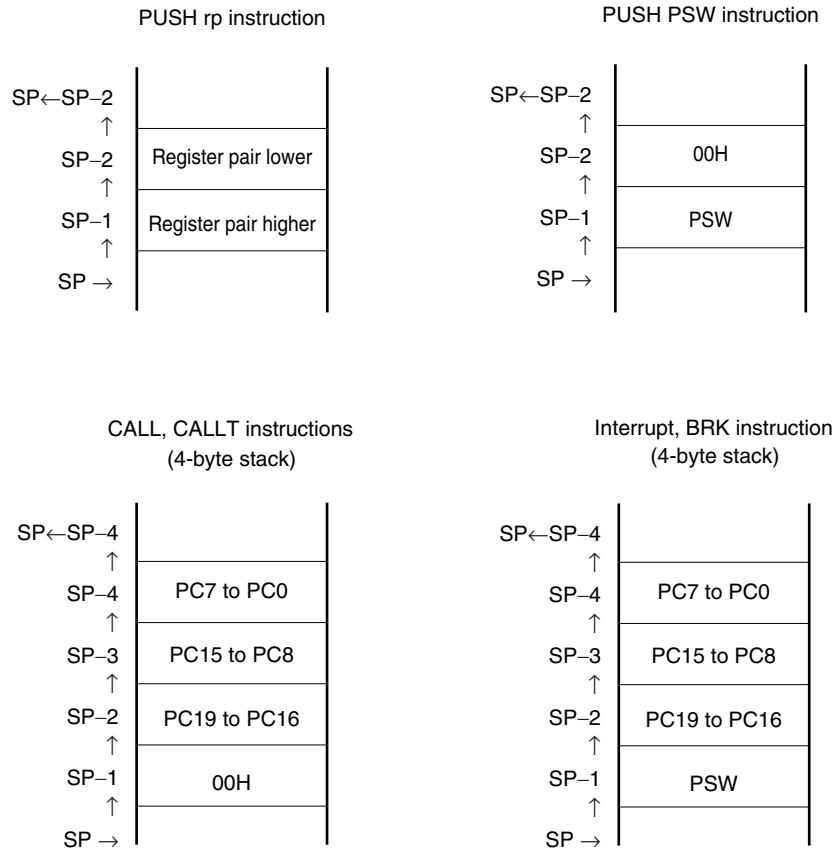 PUSH rp instruction
SP←SP–2
↑
SP–2
↑
SP–1
↑
SP →
Register pair lower
Register pair higher
PUSH PSW instruction
SP←SP–2
↑
SP–2
↑
SP–1
↑
SP →
00H
PSW
CALL, CALLT instructions
(4-byte stack)
SP←SP–4
↑
SP–4
↑
SP–3
↑
SP–2
↑
SP–1
↑
SP →
PC7 to PC0
PC15 to PC8
PC19 to PC16
00H
Interrupt, BRK instruction
(4-byte stack)
SP←SP–4
↑
SP–4
↑
SP–3
↑
SP–2
↑
SP–1
↑
SP →
PC7 to PC0
PC15 to PC8
PC19 to PC16
PSW